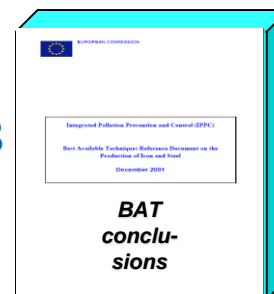 EUROPEAN COMMISSION
Integrated Pollution Prevention and Control (IPPC)
Best Available Techniques Reference Document on the
Production of Iron and Steel
December 2001
BAT
conclu-
sions